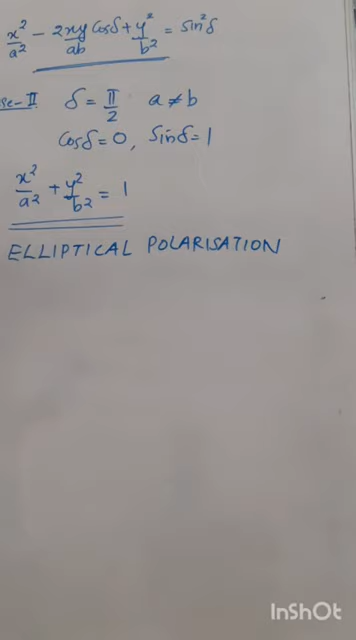 x²/a² - 2xy/ab cosδ + y²/b² = sin²δ
se-II δ = π/2 a ≠ b
cosδ = 0, sinδ = 1
x²/a² + y²/b² = 1
ELLIPTICAL POLARISATION
InShOt